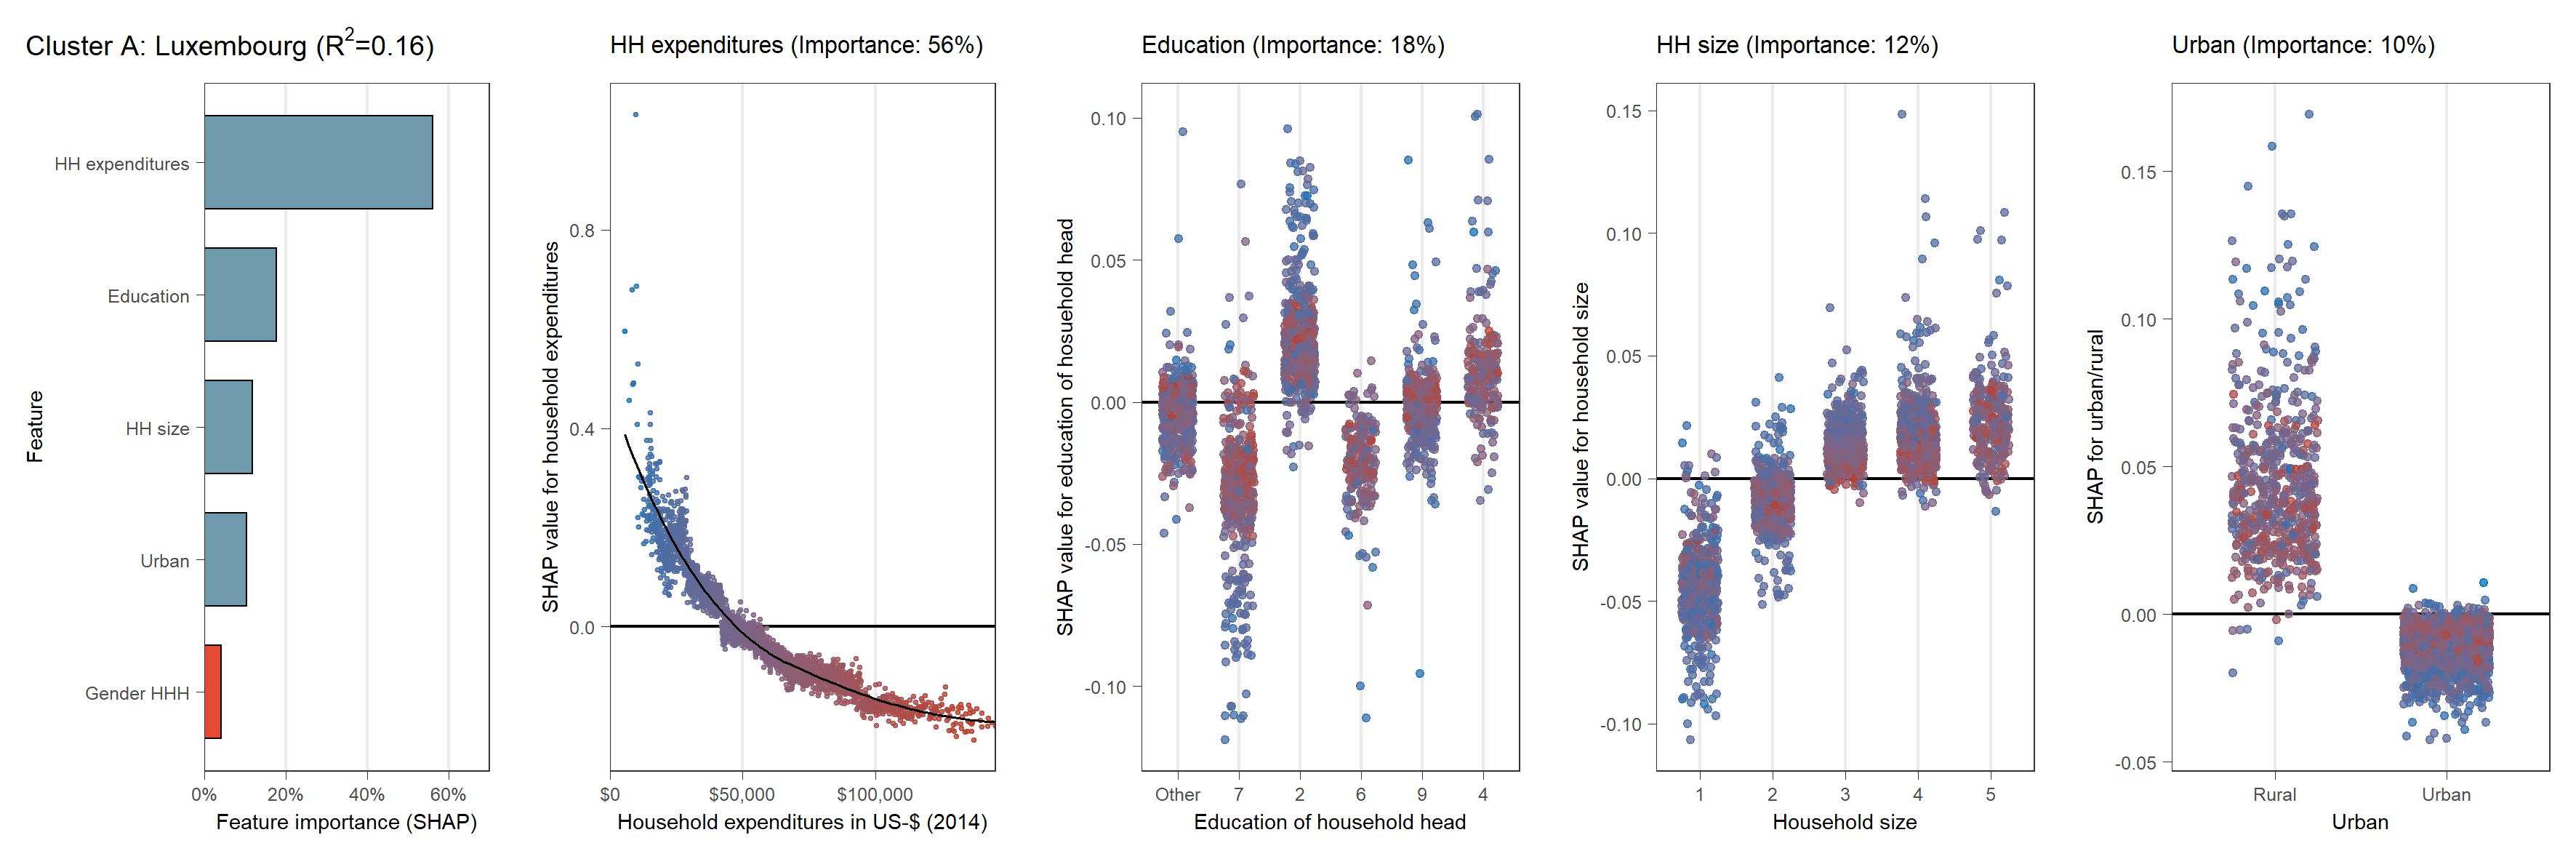 Cluster A: Luxembourg (R²=0.16)
Feature
HH expenditures
Education
HH size
Urban
Gender HHH
0% 20% 40% 60%
Feature importance (SHAP)
HH expenditures (Importance: 56%)
SHAP value for household expenditures
0.8
0.4
0.0
$0 $50,000 $100,000
Household expenditures in US-$ (2014)
Education (Importance: 18%)
SHAP value for education of hosuehold head
0.10
0.05
0.00
-0.05
-0.10
Other 7 2 6 9 4
Education of household head
HH size (Importance: 12%)
SHAP value for household size
0.15
0.10
0.05
0.00
-0.05
-0.10
1 2 3 4 5
Household size
Urban (Importance: 10%)
SHAP for urban/rural
0.15
0.10
0.05
0.00
-0.05
Rural Urban
Urban